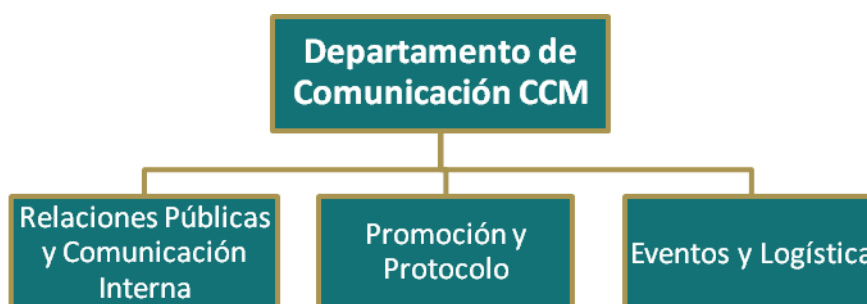 Departamento de
Comunicación CCM
Relaciones Públicas
y Comunicación
Interna
Promoción y
Protocolo
Eventos y Logística